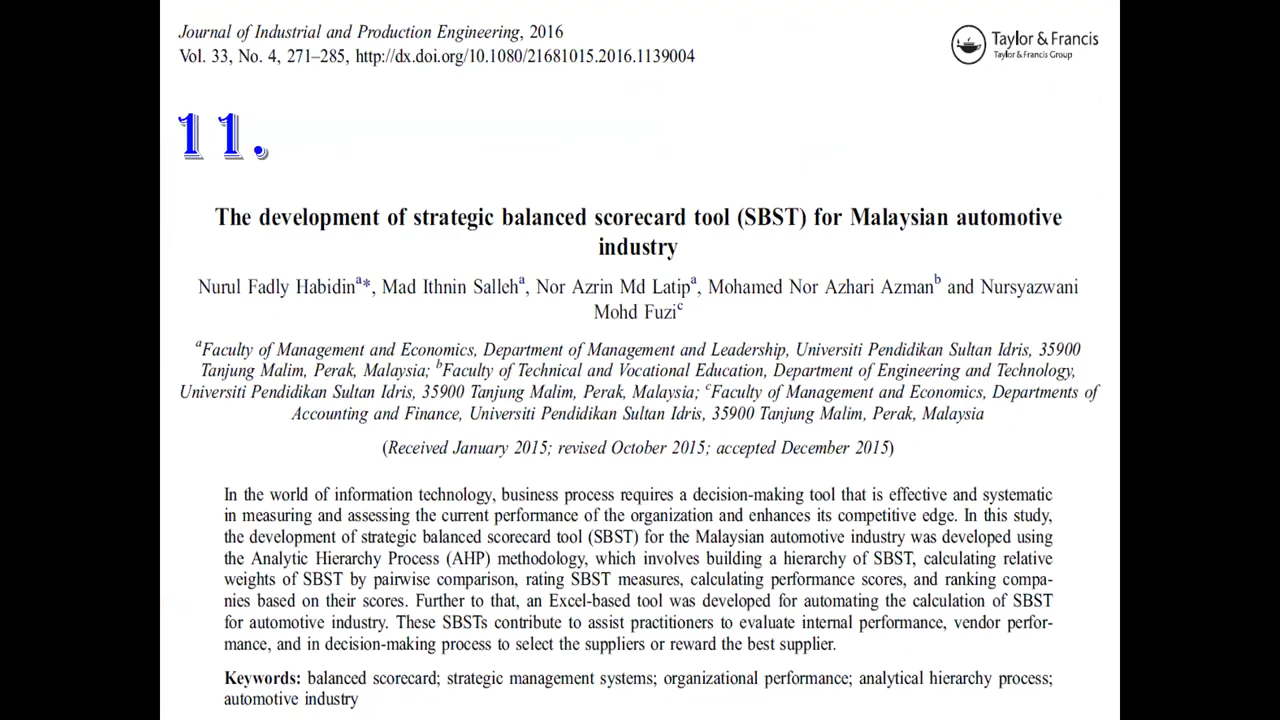 Journal of Industrial and Production Engineering, 2016
Vol. 33, No. 4, 271–285, http://dx.doi.org/10.1080/21681015.2016.1139004
Taylor & Francis
Taylor & Francis Group
11.
The development of strategic balanced scorecard tool (SBST) for Malaysian automotive
industry
Nurul Fadly Habidinᵃ*, Mad Ithnin Sallehᵃ, Nor Azrin Md Latipᵃ, Mohamed Nor Azhari Azmanᵇ and Nursyazwani
Mohd Fuziᶜ
ᵃFaculty of Management and Economics, Department of Management and Leadership, Universiti Pendidikan Sultan Idris, 35900
Tanjung Malim, Perak, Malaysia; ᵇFaculty of Technical and Vocational Education, Department of Engineering and Technology,
Universiti Pendidikan Sultan Idris, 35900 Tanjung Malim, Perak, Malaysia; ᶜFaculty of Management and Economics, Departments of
Accounting and Finance, Universiti Pendidikan Sultan Idris, 35900 Tanjung Malim, Perak, Malaysia
(Received January 2015; revised October 2015; accepted December 2015)
In the world of information technology, business process requires a decision-making tool that is effective and systematic
in measuring and assessing the current performance of the organization and enhances its competitive edge. In this study,
the development of strategic balanced scorecard tool (SBST) for the Malaysian automotive industry was developed using
the Analytic Hierarchy Process (AHP) methodology, which involves building a hierarchy of SBST, calculating relative
weights of SBST by pairwise comparison, rating SBST measures, calculating performance scores, and ranking compa-
nies based on their scores. Further to that, an Excel-based tool was developed for automating the calculation of SBST
for automotive industry. These SBSTs contribute to assist practitioners to evaluate internal performance, vendor perfor-
mance, and in decision-making process to select the suppliers or reward the best supplier.
Keywords: balanced scorecard; strategic management systems; organizational performance; analytical hierarchy process;
automotive industry